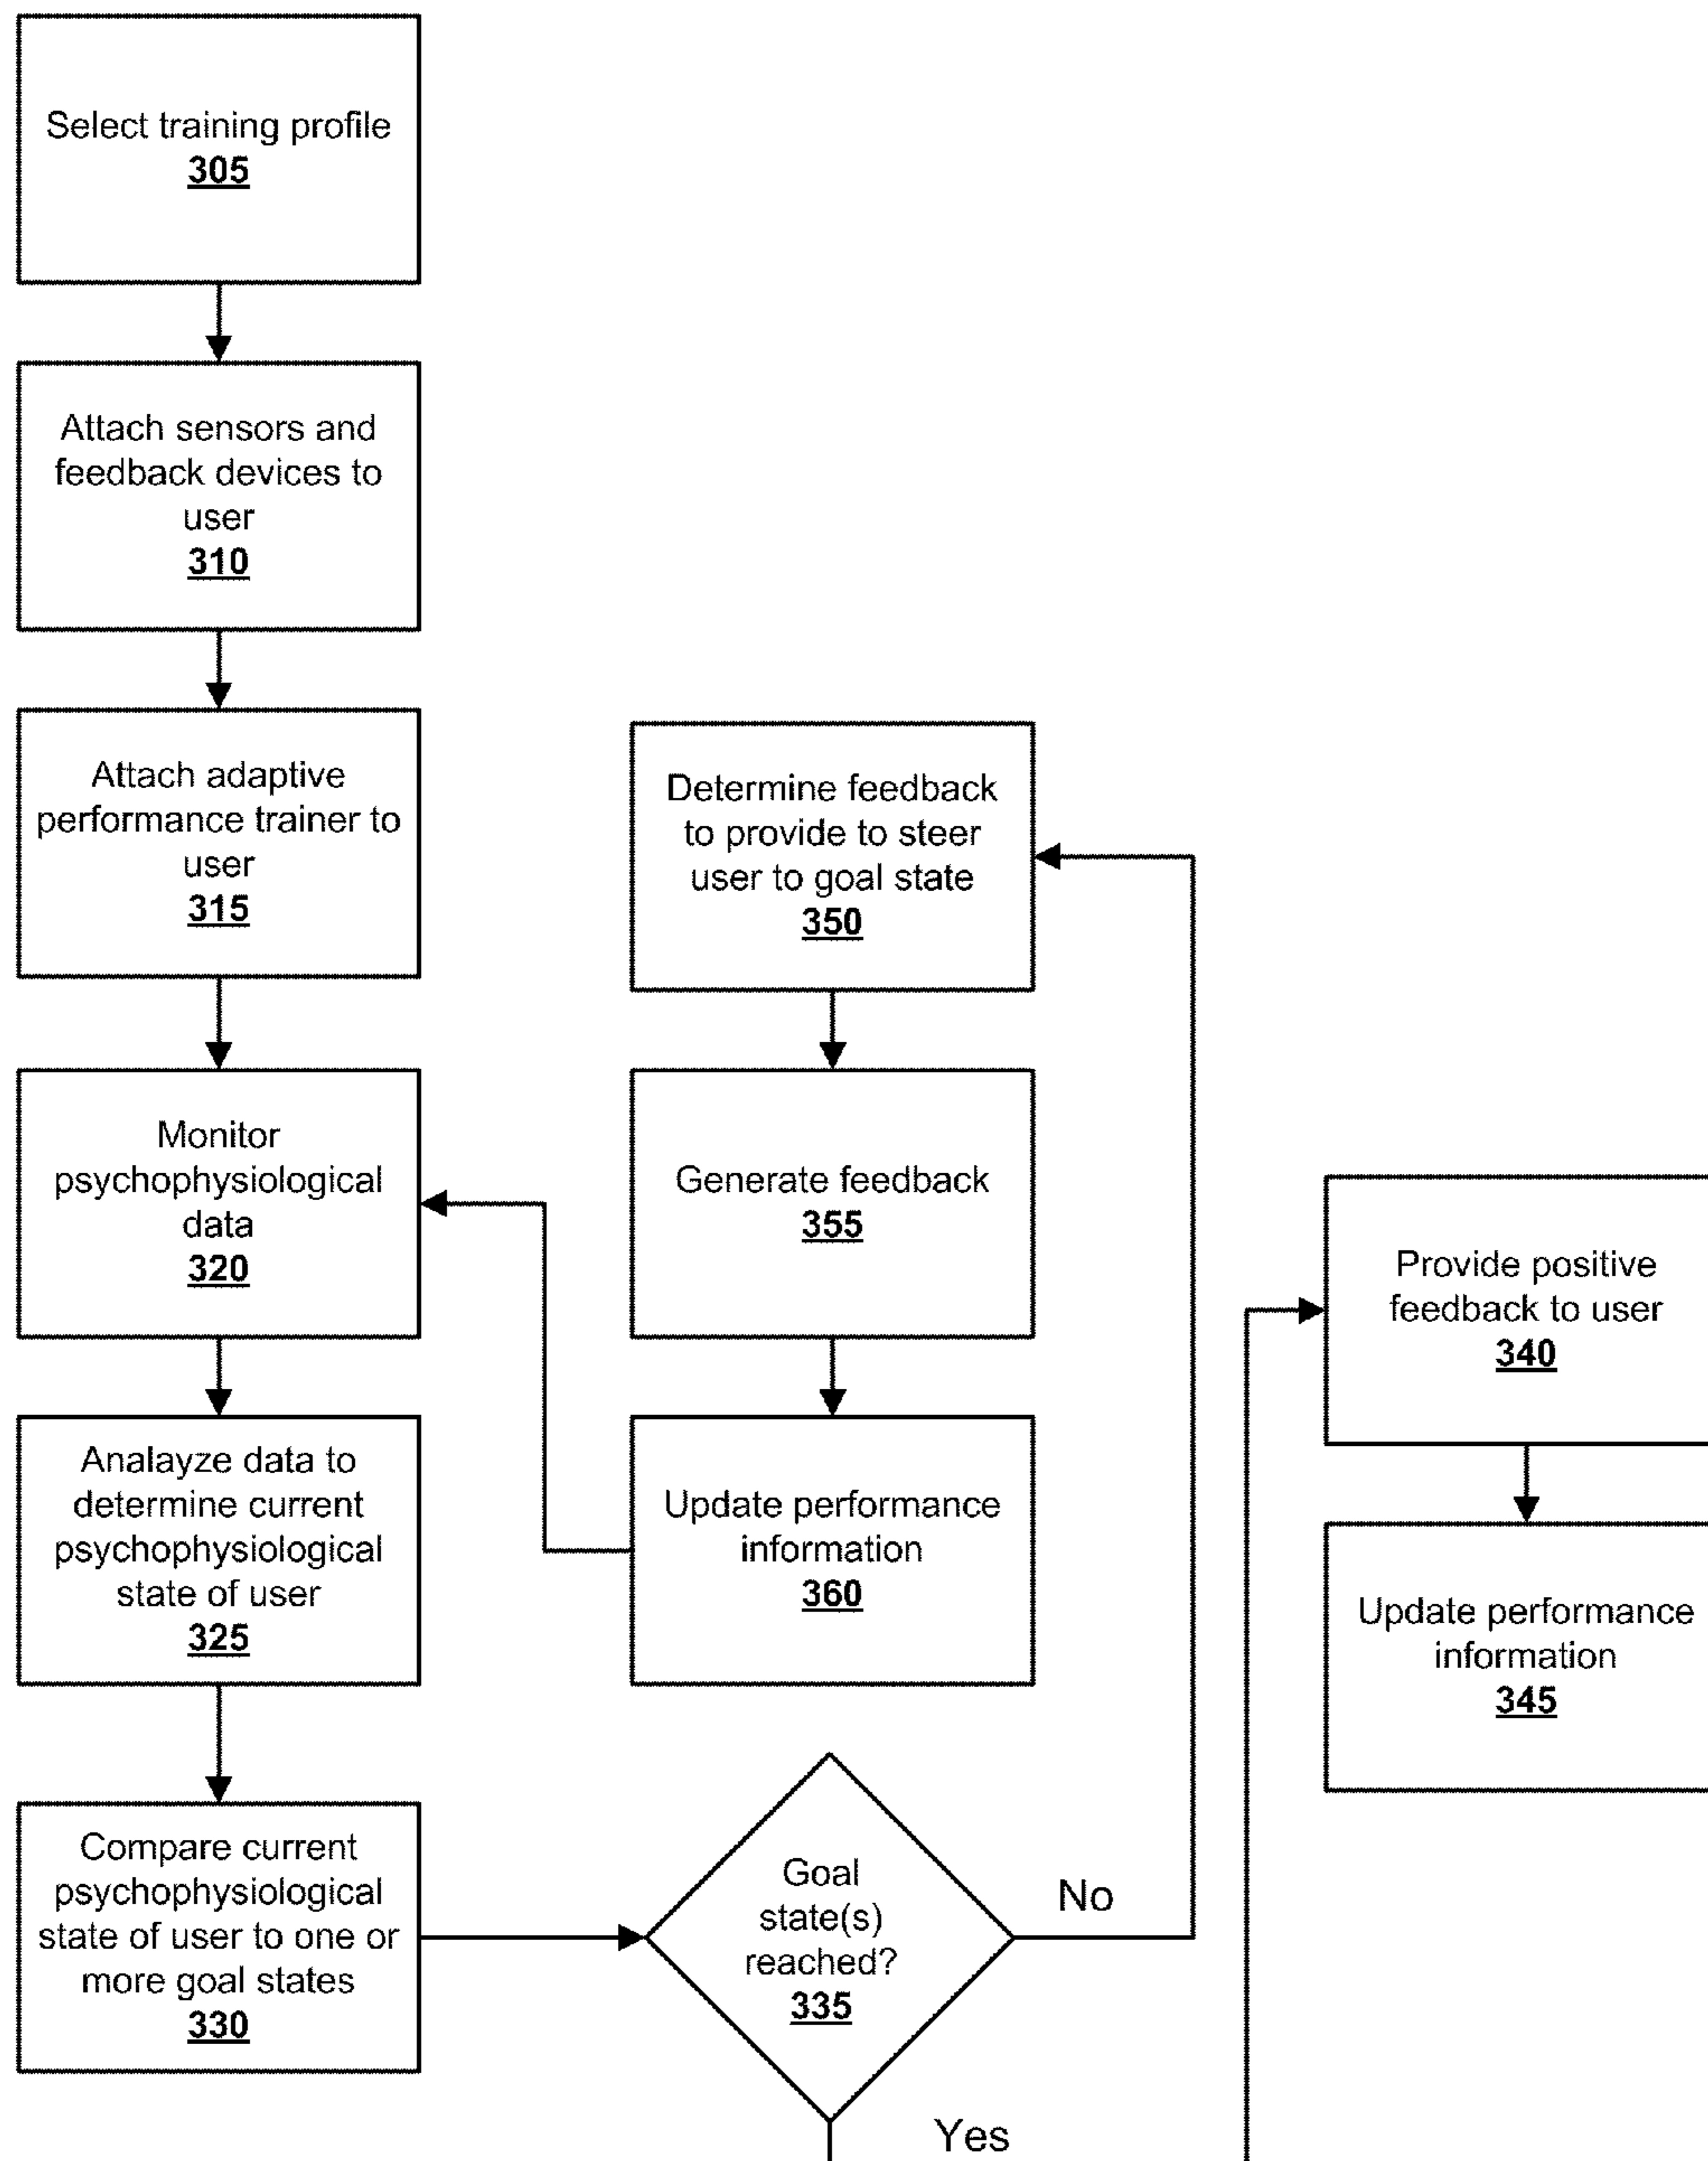 Select training profile
305
Attach sensors and
feedback devices to
user
310
Attach adaptive
performance trainer to
user
315
Monitor
psychophysiological
data
320
Analayze data to
determine current
psychophysiological
state of user
325
Compare current
psychophysiological
state of user to one or
more goal states
330
Goal
state(s)
reached?
335
No
Yes
Determine feedback
to provide to steer
user to goal state
350
Generate feedback
355
Update performance
information
360
Provide positive
feedback to user
340
Update performance
information
345